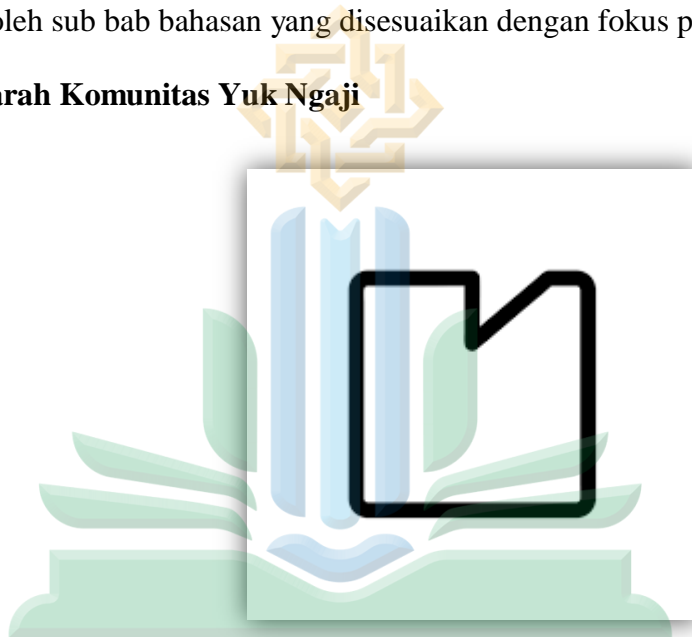 oleh sub bab bahasan yang disesuaikan dengan fokus p
arah Komunitas Yuk Ngaji